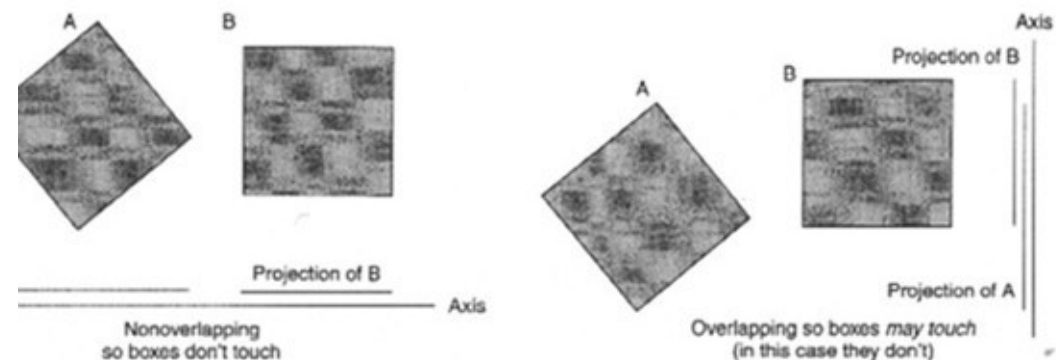 A
B
Projection of B
Axis
Nonoverlapping
so boxes don't touch
Axis
Projection of B
B
A
Projection of A
Overlapping so boxes may touch
(in this case they don't)